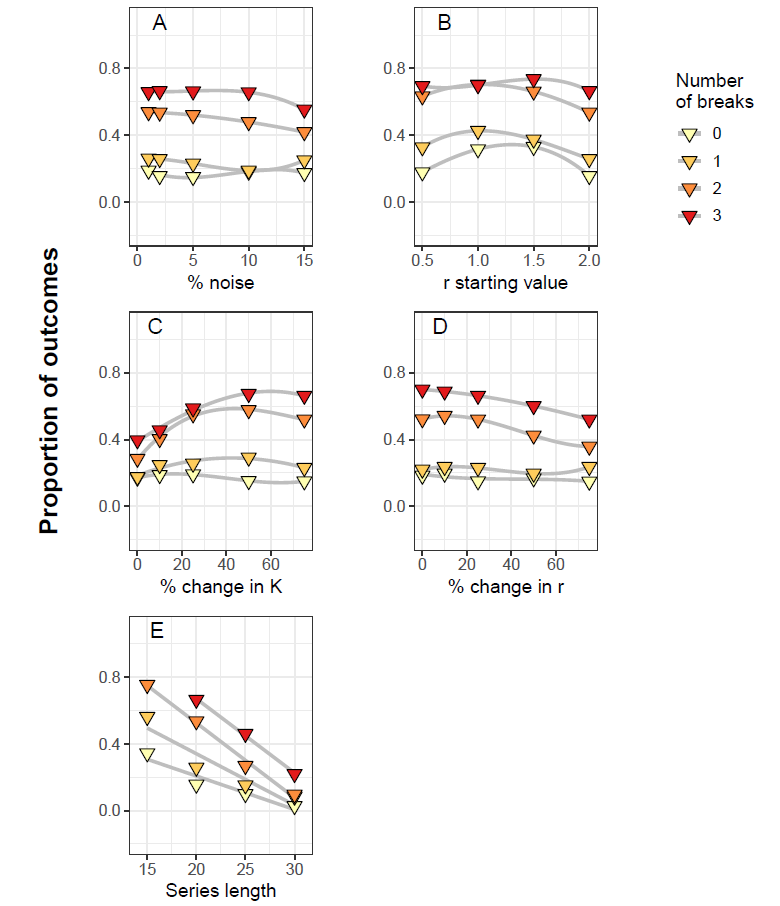 A
B
0.8
0.4
0.0
0.8
0.4
0.0
0 5 10 15
0.5 1.0 1.5 2.0
% noise
r starting value
Number
of breaks
0
1
2
3
Proportion of outcomes
C
D
0.8
0.4
0.0
0.8
0.4
0.0
0 20 40 60
0 20 40 60
% change in K
% change in r
E
0.8
0.4
0.0
15 20 25 30
Series length